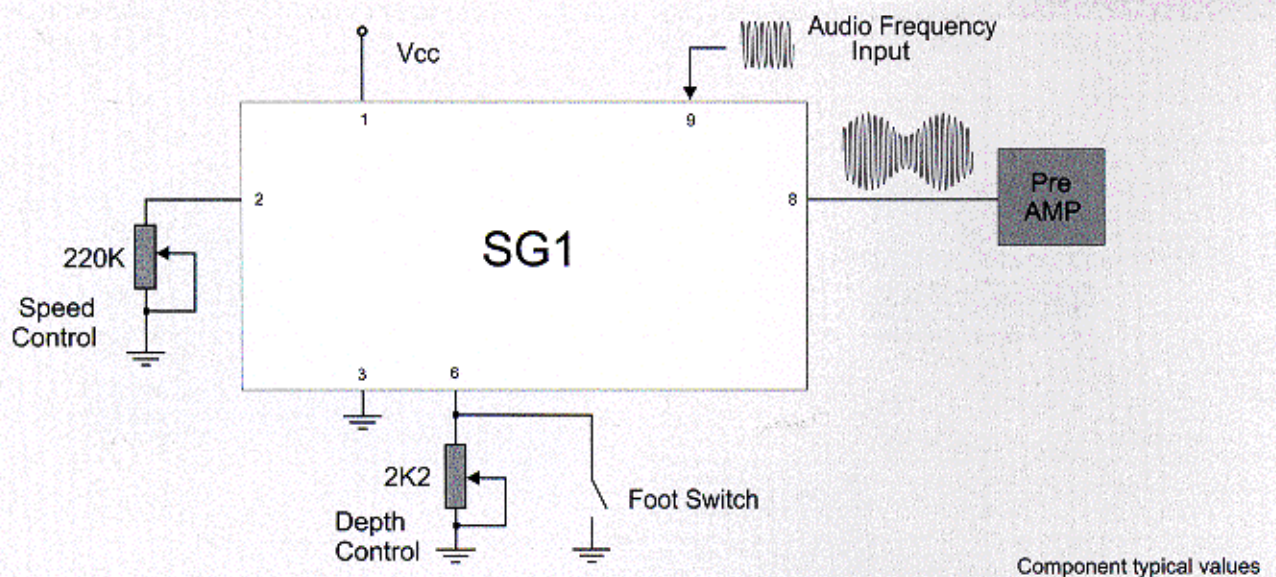 Audio Frequency
Input
Vcc
1
9
2
8
Pre
AMP
SG1
220K
Speed
Control
3
6
2K2
Depth
Control
Foot Switch
Component typical values